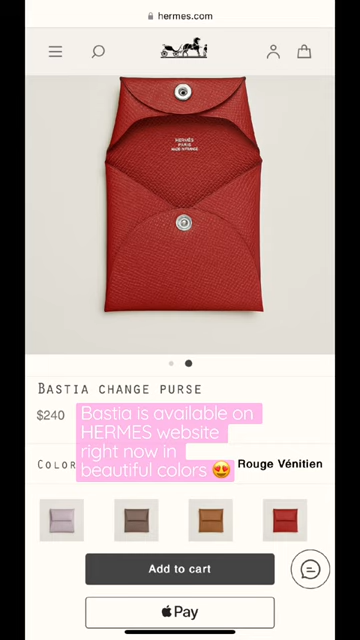 hermes.com
HERMÈS
PARIS
MADE IN FRANCE
BASTIA CHANGE PURSE
$240
Bastia is available on
HERMES website
right now in
beautiful colors 😍
Color
Rouge Vénitien
Add to cart
Pay